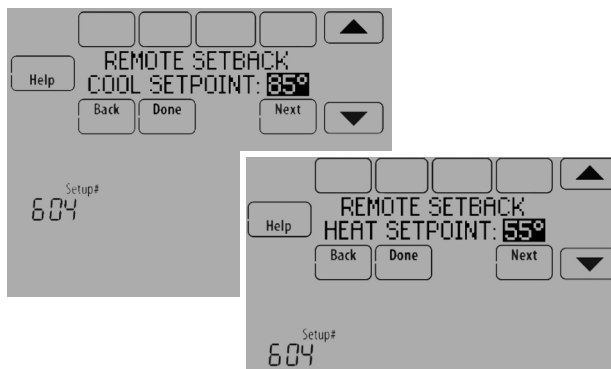 REMOTE SETBACK
Help
COOL SETPOINT: 85°
Back Done Next
Setup#
604
REMOTE SETBACK
Help
HEAT SETPOINT: 55°
Back Done Next
Setup#
604